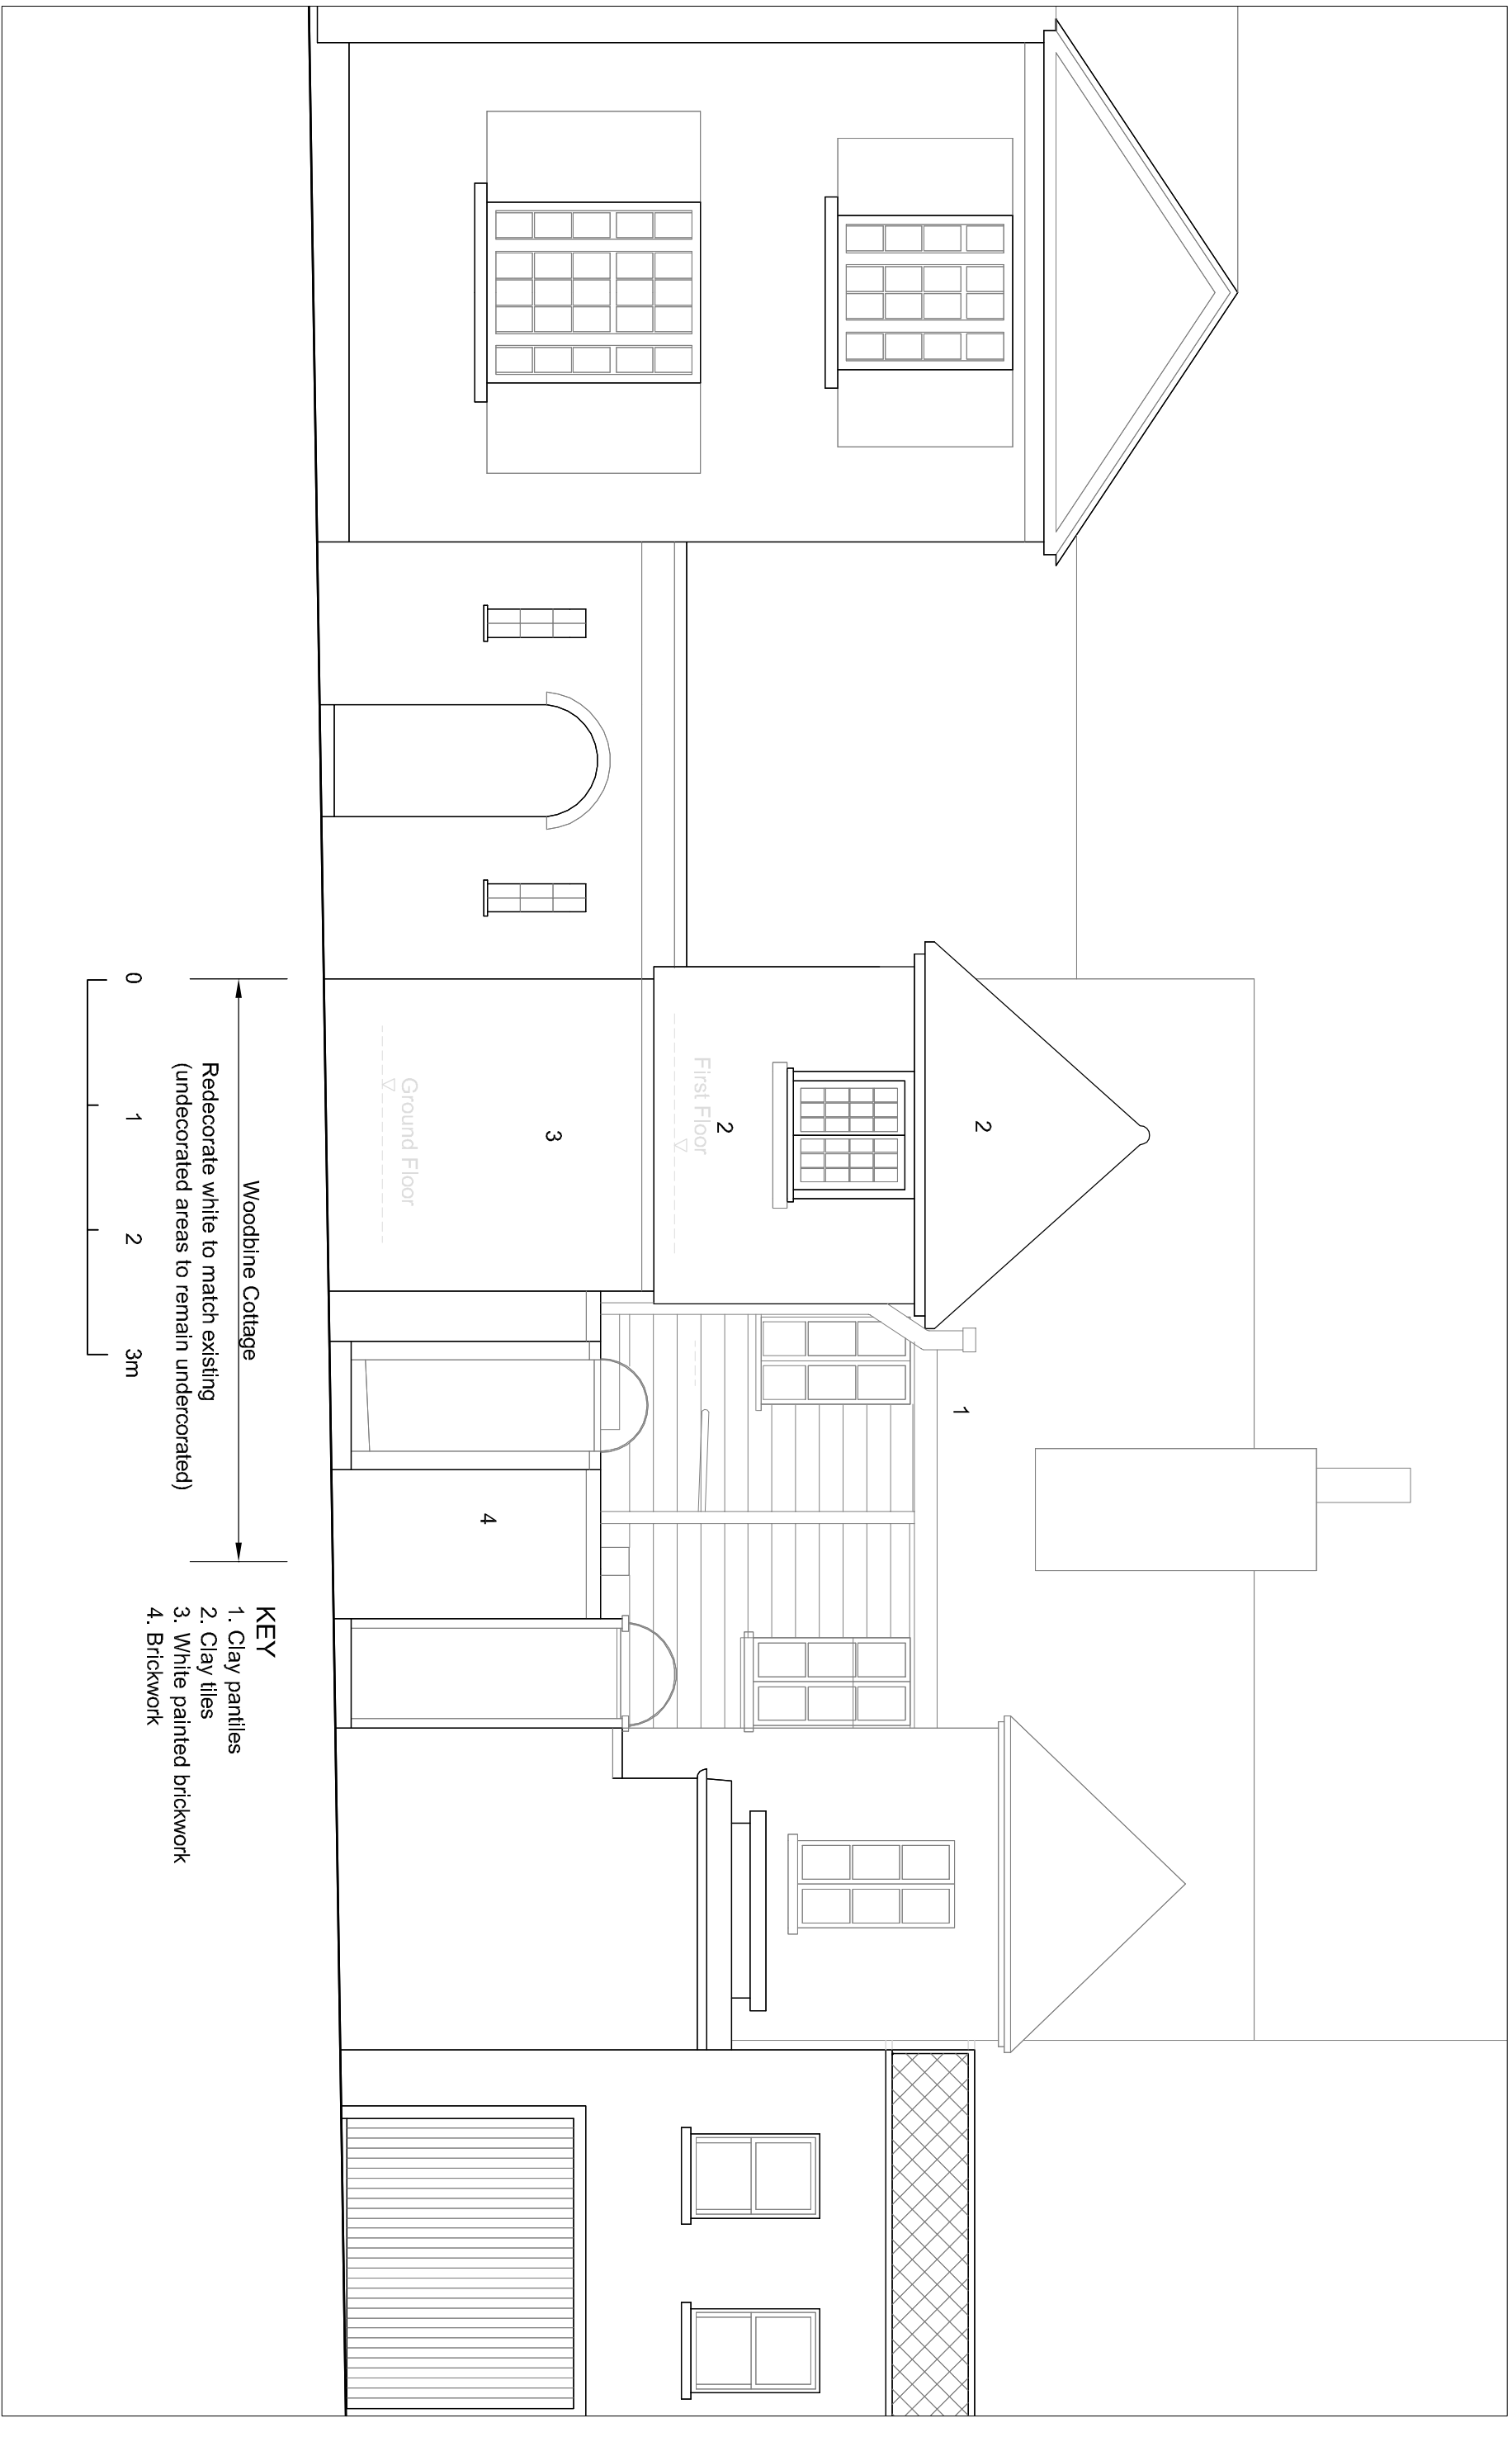 1
2
2
First Floor
3
Ground Floor
4
Woodbine Cottage
Redecorate white to match existing
(undecorated areas to remain undercorated)
0 1 2 3m
KEY
1. Clay pantiles
2. Clay tiles
3. White painted brickwork
4. Brickwork